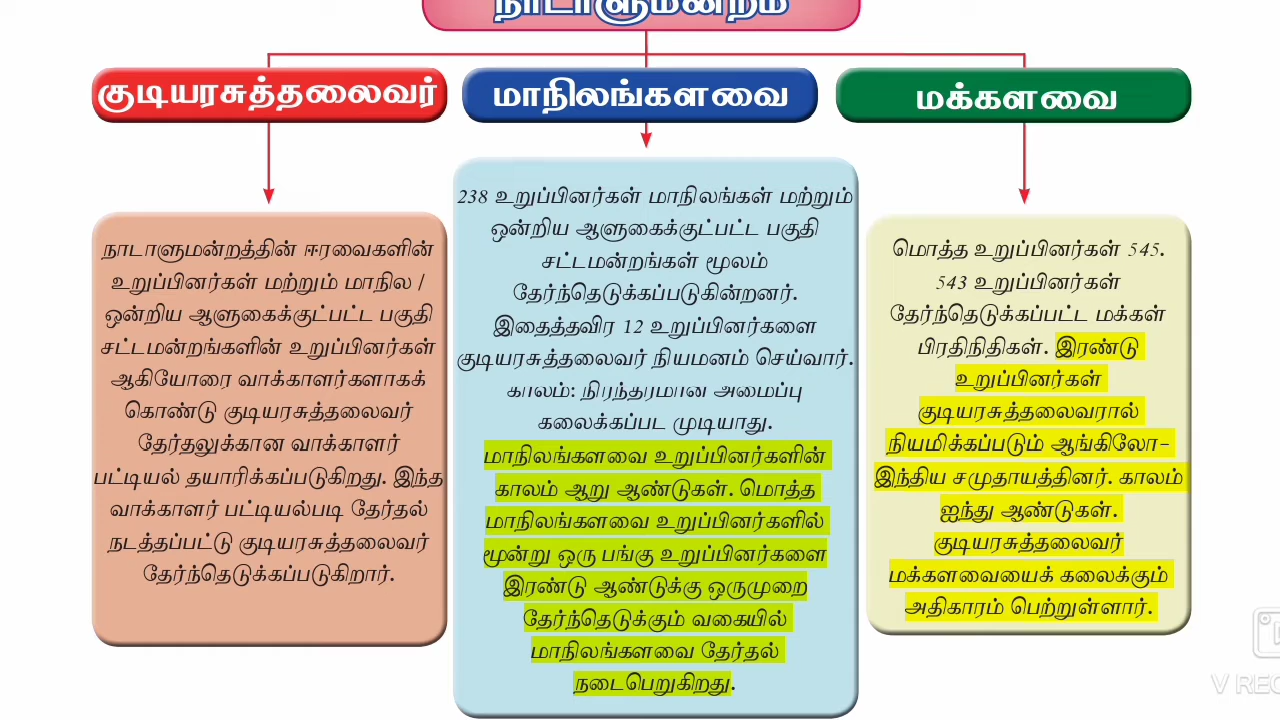 நாடாளுமன்றம்
குடியரசுத்தலைவர்
மாநிலங்களவை
மக்களவை
நாடாளுமன்றத்தின் ஈரவைகளின்
உறுப்பினர்கள் மற்றும் மாநில /
ஒன்றிய ஆளுகைக்குட்பட்ட பகுதி
சட்டமன்றங்களின் உறுப்பினர்கள்
ஆகியோரை வாக்காளர்களாகக்
கொண்டு குடியரசுத்தலைவர்
தேர்தலுக்கான வாக்காளர்
பட்டியல் தயாரிக்கப்படுகிறது. இந்த
வாக்காளர் பட்டியல்படி தேர்தல்
நடத்தப்பட்டு குடியரசுத்தலைவர்
தேர்ந்தெடுக்கப்படுகிறார்.
238 உறுப்பினர்கள் மாநிலங்கள் மற்றும்
ஒன்றிய ஆளுகைக்குட்பட்ட பகுதி
சட்டமன்றங்கள் மூலம்
தேர்ந்தெடுக்கப்படுகின்றனர்.
இதைத்தவிர 12 உறுப்பினர்களை
குடியரசுத்தலைவர் நியமனம் செய்வார்.
காலம்: நிரந்தரமான அமைப்பு
கலைக்கப்பட முடியாது.
மாநிலங்களவை உறுப்பினர்களின்
காலம் ஆறு ஆண்டுகள். மொத்த
மாநிலங்களவை உறுப்பினர்களில்
மூன்று ஒரு பங்கு உறுப்பினர்களை
இரண்டு ஆண்டுக்கு ஒருமுறை
தேர்ந்தெடுக்கும் வகையில்
மாநிலங்களவை தேர்தல்
நடைபெறுகிறது.
மொத்த உறுப்பினர்கள் 545.
543 உறுப்பினர்கள்
தேர்ந்தெடுக்கப்பட்ட மக்கள்
பிரதிநிதிகள். இரண்டு
உறுப்பினர்கள்
குடியரசுத்தலைவரால்
நியமிக்கப்படும் ஆங்கிலோ-
இந்திய சமுதாயத்தினர். காலம்
ஐந்து ஆண்டுகள்.
குடியரசுத்தலைவர்
மக்களவையைக் கலைக்கும்
அதிகாரம் பெற்றுள்ளார்.